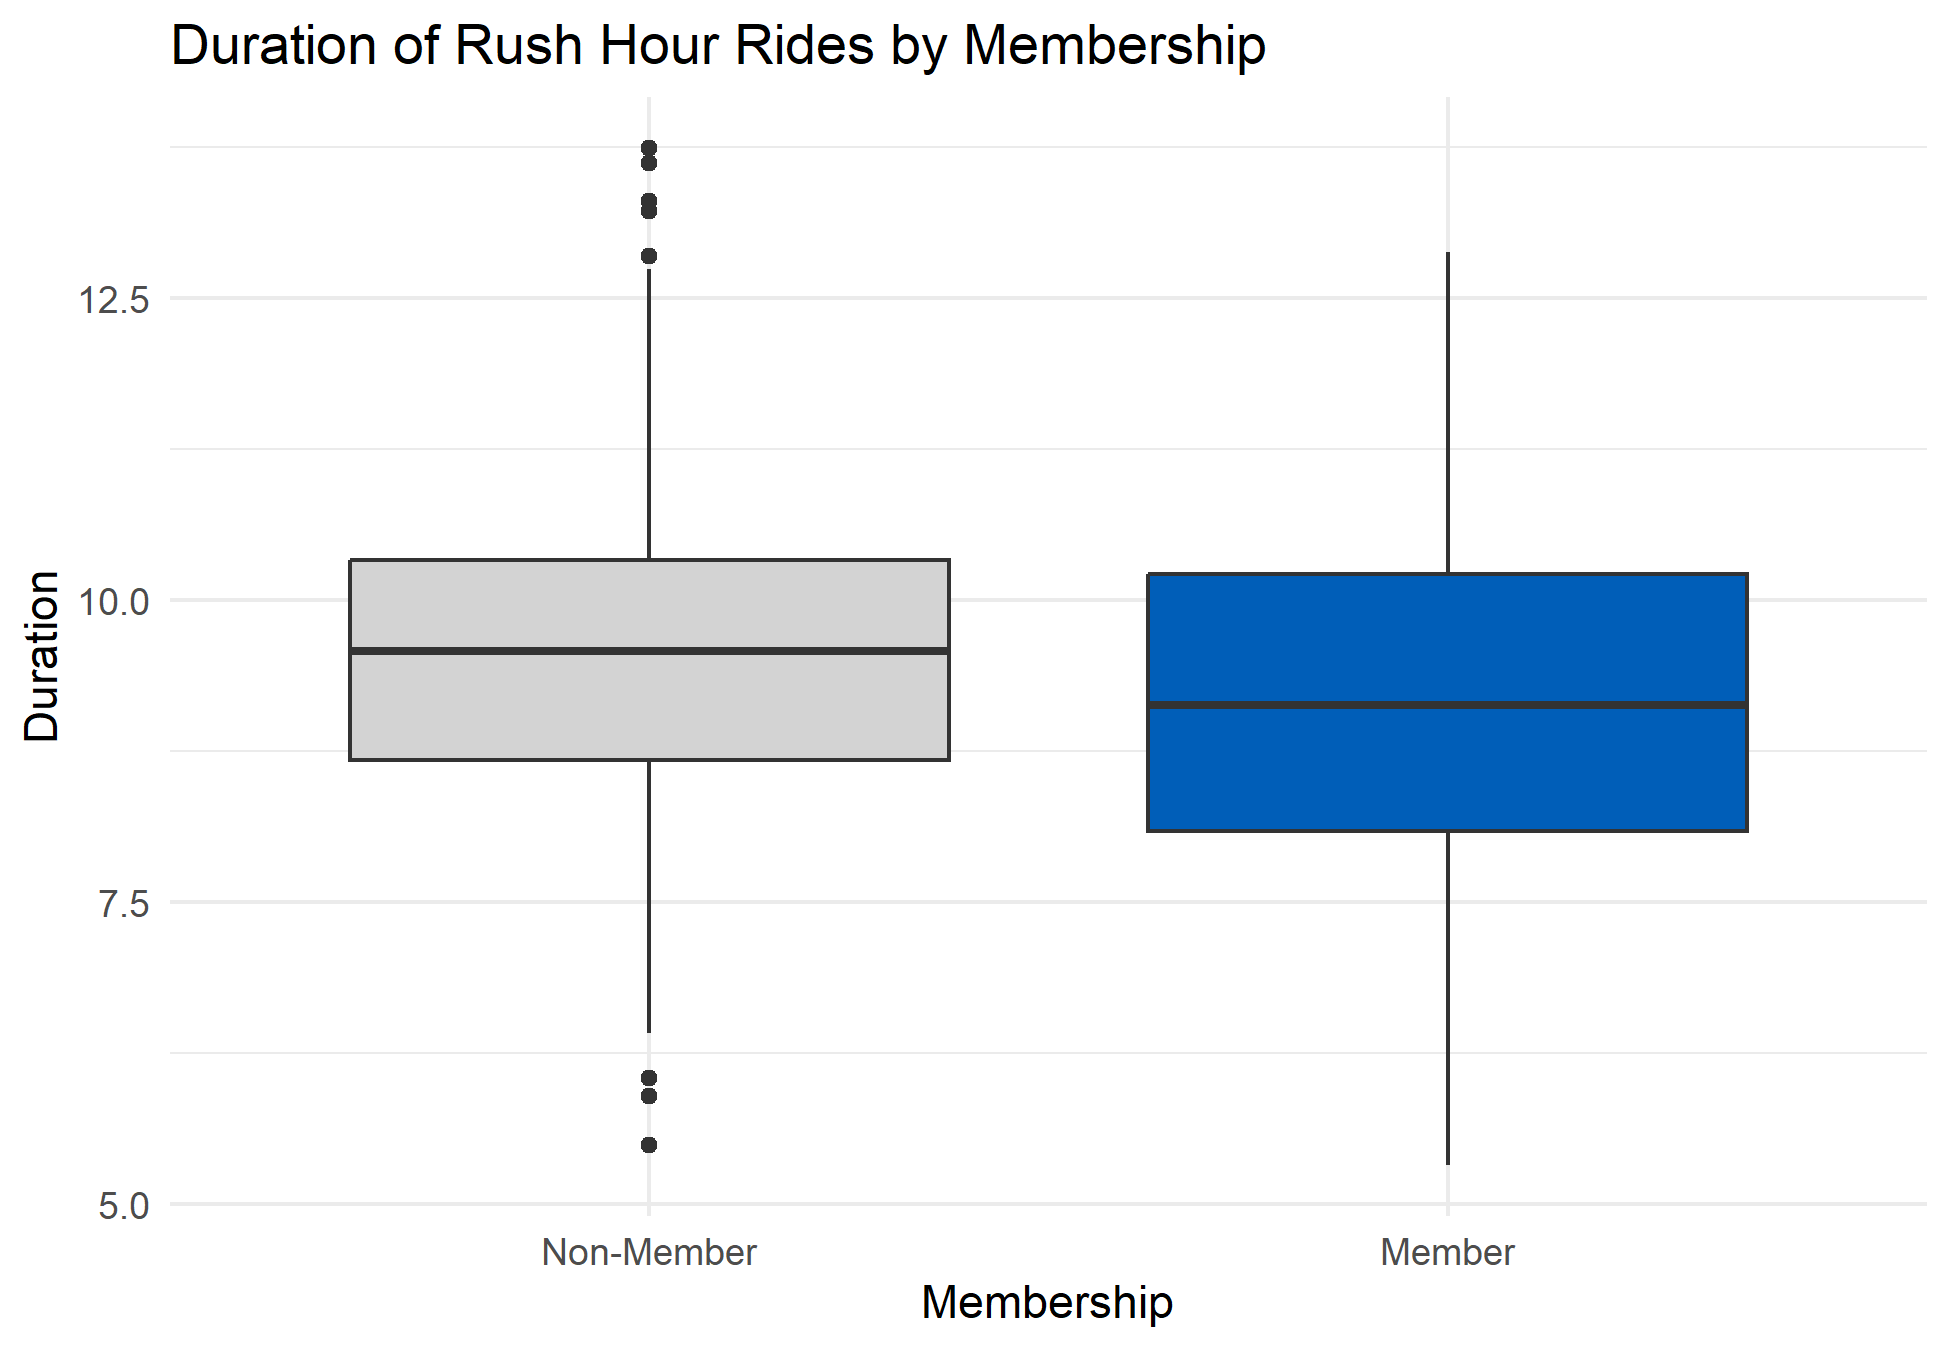 Duration of Rush Hour Rides by Membership
Duration
12.5
10.0
7.5
5.0
Non-Member
Member
Membership